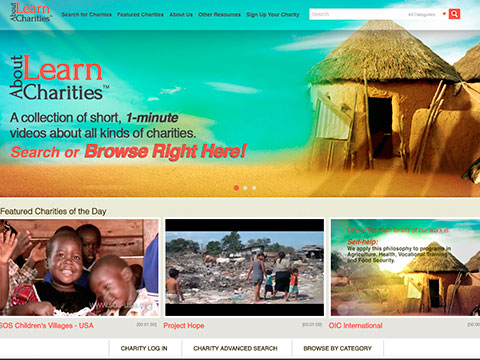 About Learn Charities™
Search for Charities Featured Charities About Us Other Resources Sign Up Your Charity Search All Categories
About Learn Charities™
A collection of short, 1-minute
videos about all kinds of charities.
Search or Browse Right Here!
Featured Charities of the Day
of our work is:
Self-help:
We apply this philosophy to programs in
Agriculture, Health, Vocational Training
and Food Security.
SOS Children's Villages - USA [00:01:00]
Project Hope [00:01:00]
OIC International [00:00
CHARITY LOG IN CHARITY ADVANCED SEARCH BROWSE BY CATEGORY